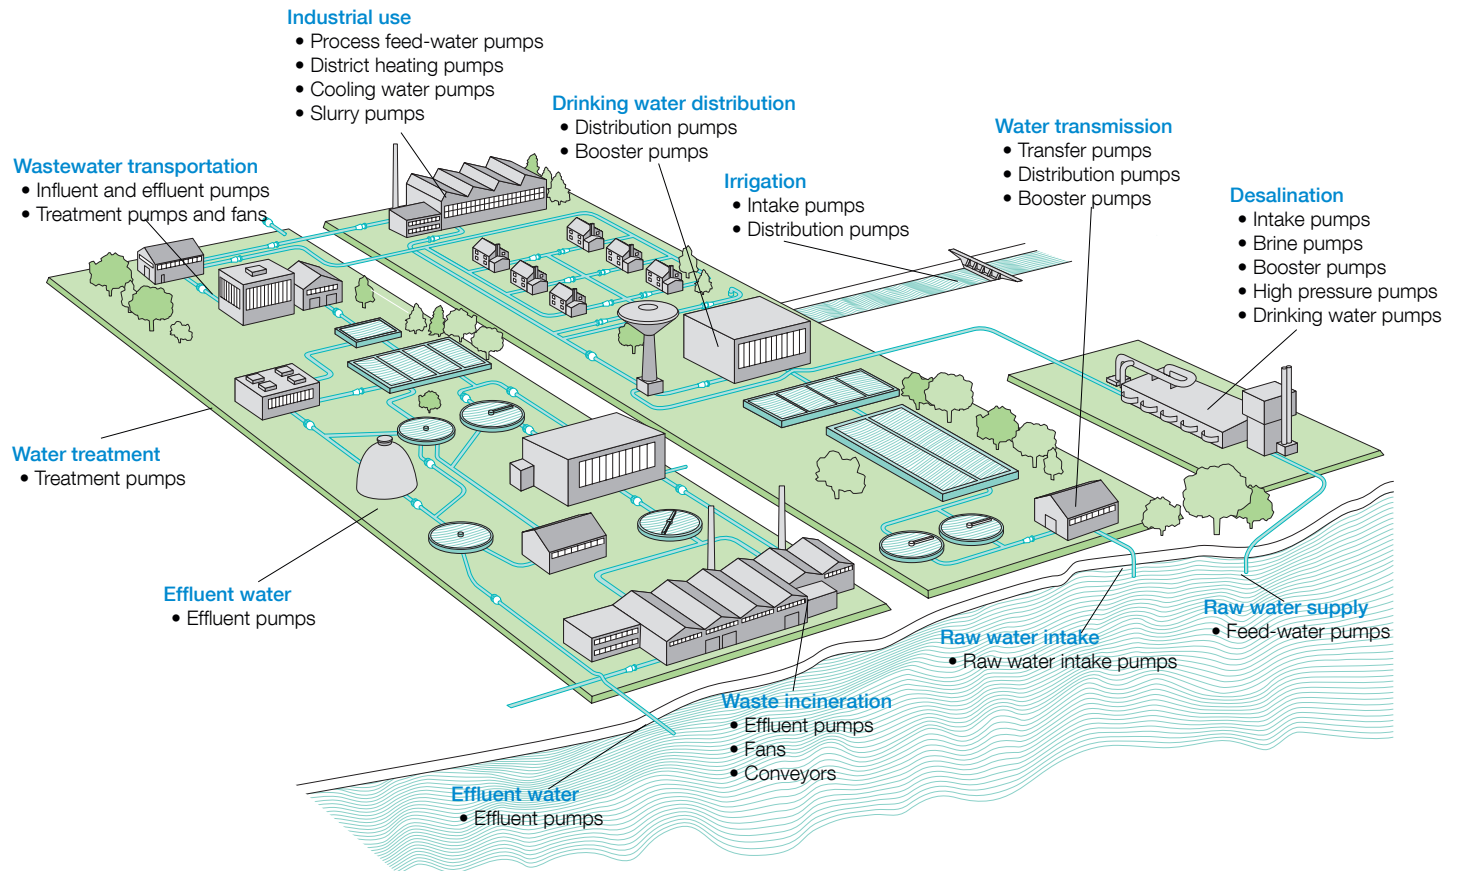 Industrial use
• Process feed-water pumps
• District heating pumps
• Cooling water pumps
• Slurry pumps
Drinking water distribution
• Distribution pumps
• Booster pumps
Water transmission
• Transfer pumps
• Distribution pumps
• Booster pumps
Wastewater transportation
• Influent and effluent pumps
• Treatment pumps and fans
Irrigation
• Intake pumps
• Distribution pumps
Desalination
• Intake pumps
• Brine pumps
• Booster pumps
• High pressure pumps
• Drinking water pumps
Water treatment
• Treatment pumps
Effluent water
• Effluent pumps
Raw water supply
• Feed-water pumps
Raw water intake
• Raw water intake pumps
Waste incineration
• Effluent pumps
• Fans
• Conveyors
Effluent water
• Effluent pumps